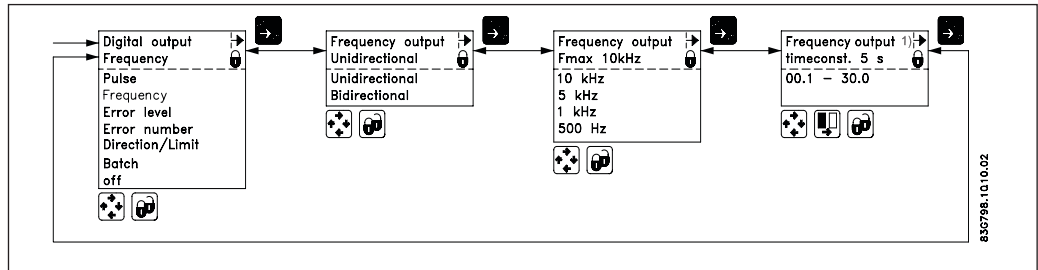 Digital output
Frequency
Pulse
Frequency
Error level
Error number
Direction/Limit
Batch
off
Frequency output
Unidirectional
Unidirectional
Bidirectional
Frequency output
Fmax 10kHz
10 kHz
5 kHz
1 kHz
500 Hz
Frequency output 1)
timeconst. 5 s
00.1 - 30.0
83G798.10.10.02